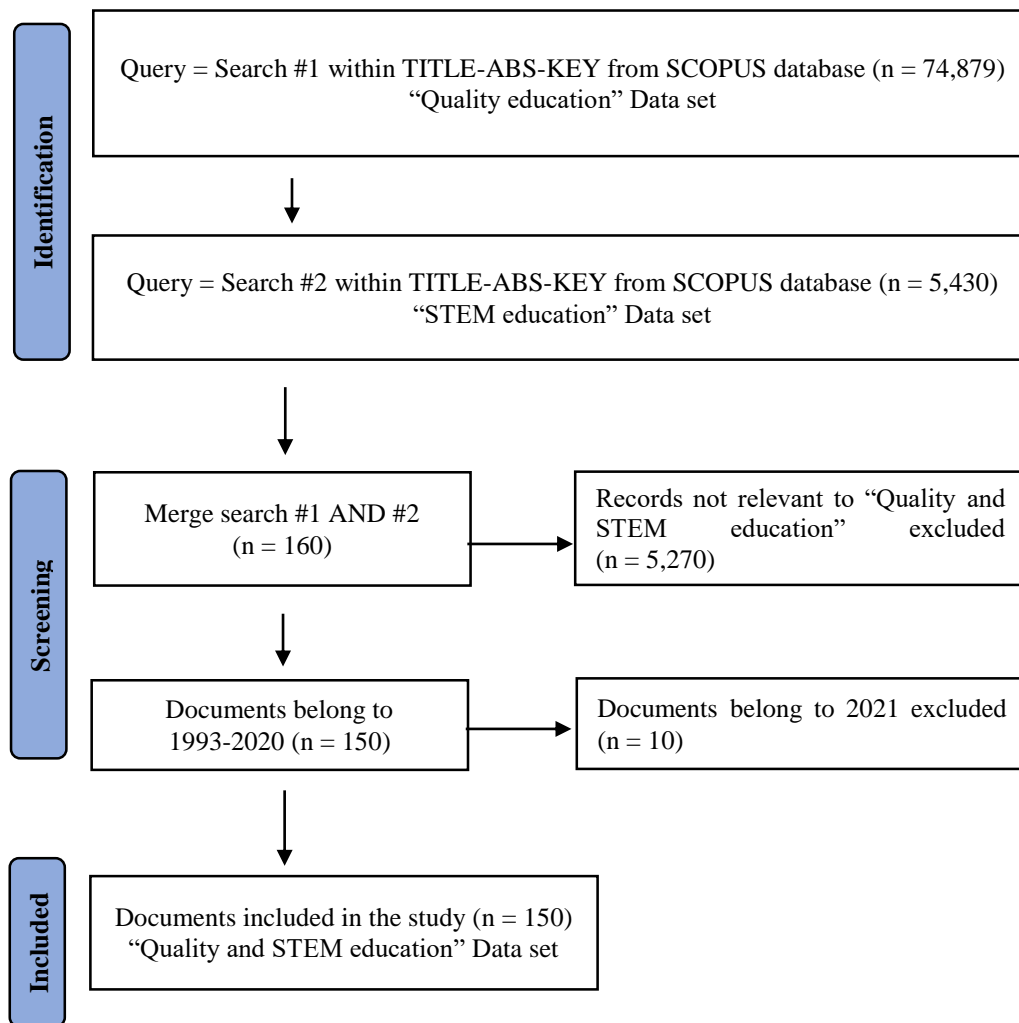 Identification
Query = Search #1 within TITLE-ABS-KEY from SCOPUS database (n = 74,879)
“Quality education” Data set
Query = Search #2 within TITLE-ABS-KEY from SCOPUS database (n = 5,430)
“STEM education” Data set
Screening
Merge search #1 AND #2
(n = 160)
Records not relevant to “Quality and
STEM education” excluded
(n = 5,270)
Documents belong to
1993-2020 (n = 150)
Documents belong to 2021 excluded
(n = 10)
Included
Documents included in the study (n = 150)
“Quality and STEM education” Data set